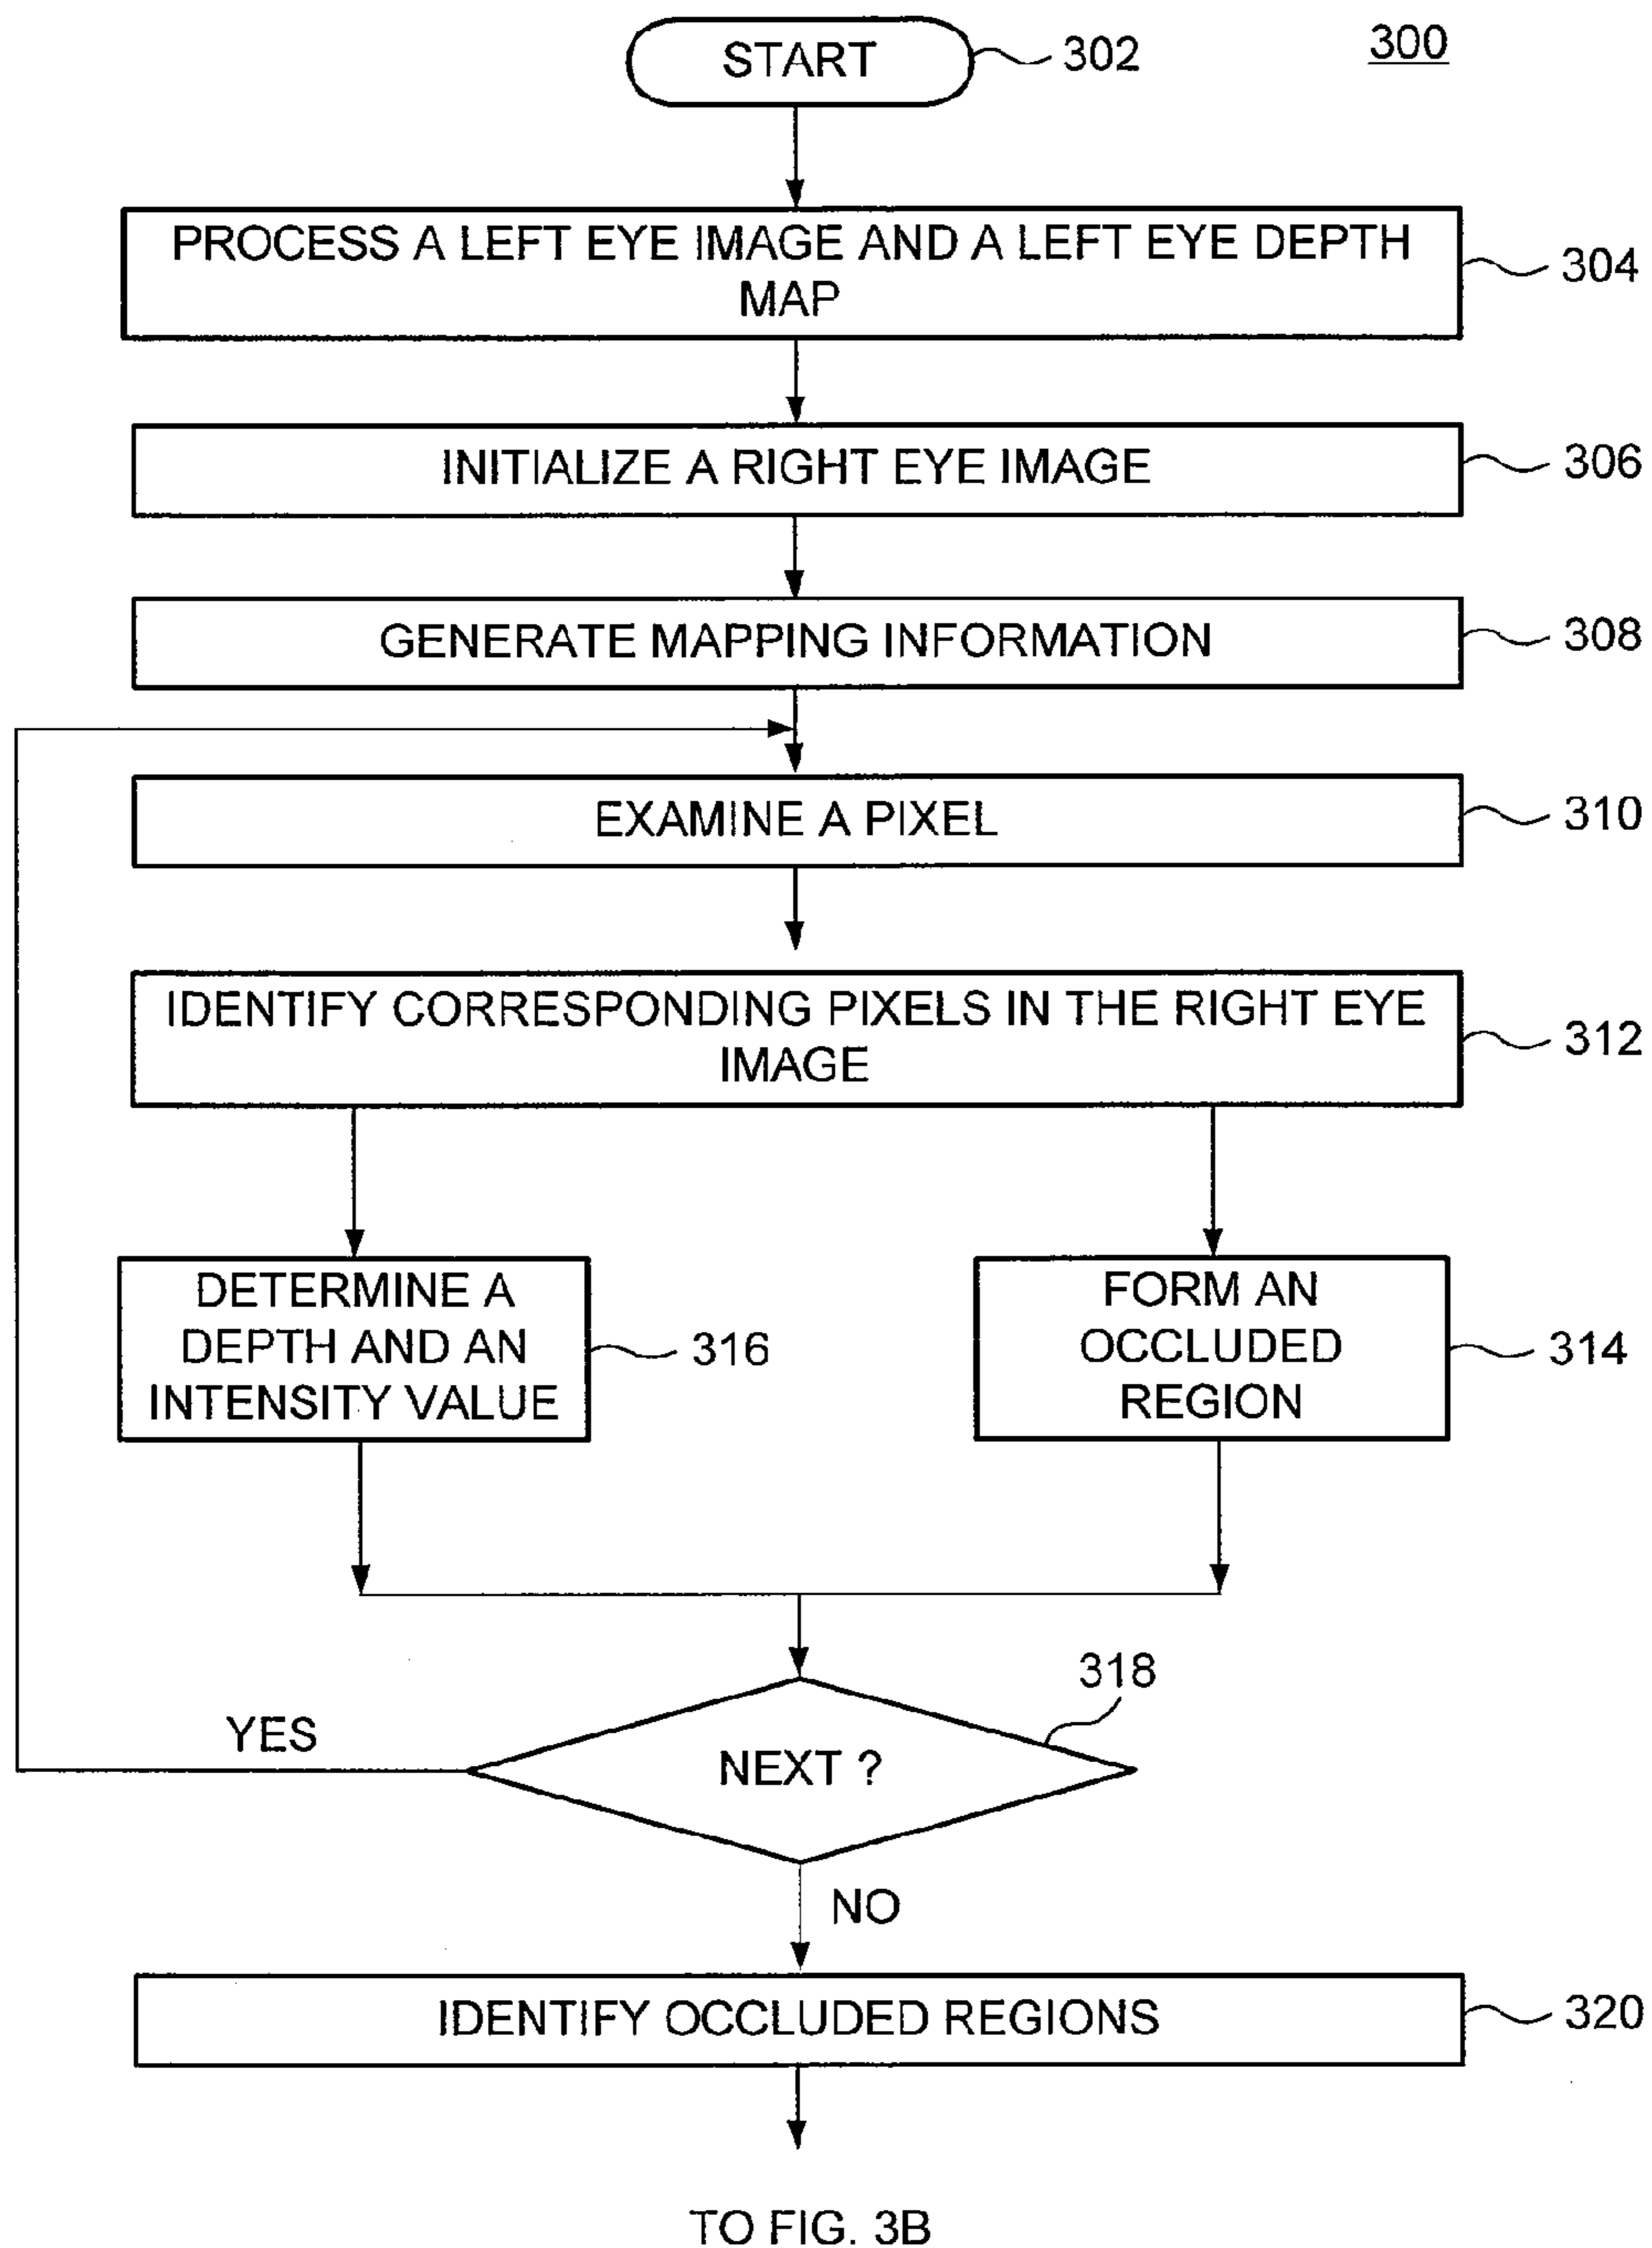 300
START
302
PROCESS A LEFT EYE IMAGE AND A LEFT EYE DEPTH
MAP
304
INITIALIZE A RIGHT EYE IMAGE
306
GENERATE MAPPING INFORMATION
308
EXAMINE A PIXEL
310
IDENTIFY CORRESPONDING PIXELS IN THE RIGHT EYE
IMAGE
312
DETERMINE A
DEPTH AND AN
INTENSITY VALUE
316
FORM AN
OCCLUDED
REGION
314
318
YES
NEXT ?
NO
IDENTIFY OCCLUDED REGIONS
320
TO FIG. 3B